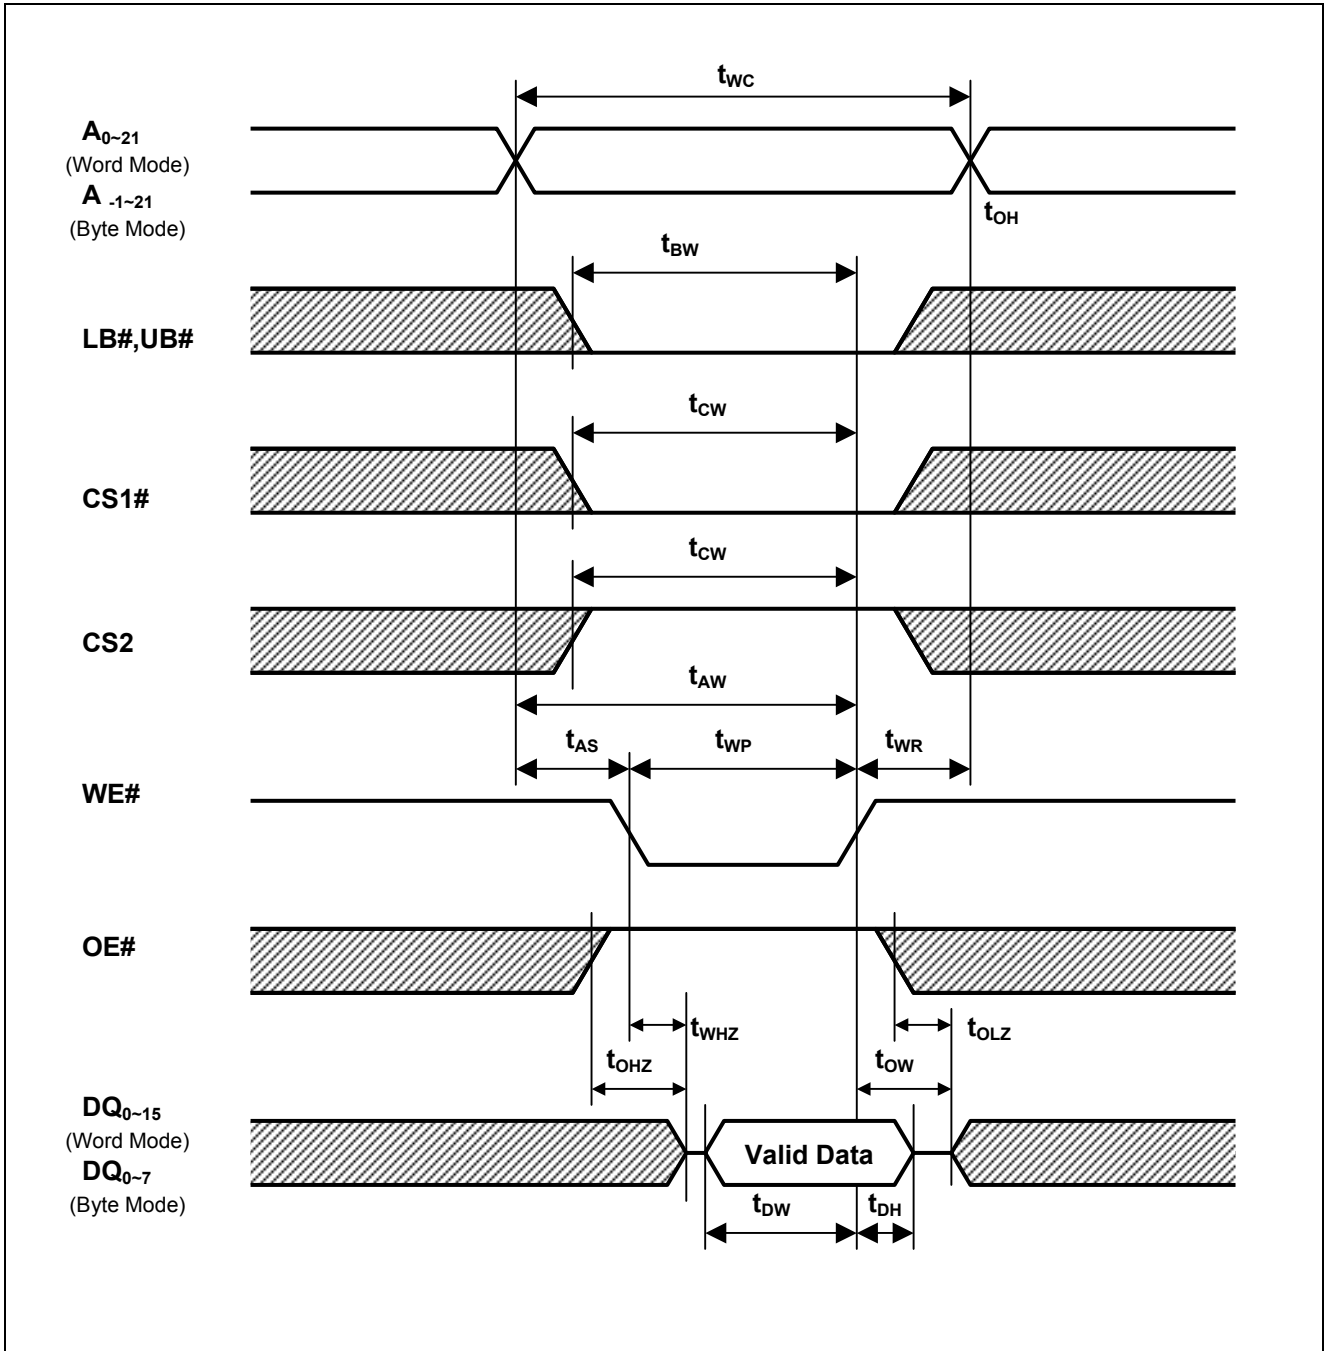 tWC
A0~21
(Word Mode)
A -1~21
(Byte Mode)
tOH
tBW
LB#,UB#
tCW
CS1#
tCW
CS2
tAW
tAS
tWP
tWR
WE#
OE#
tWHZ
tOLZ
tOHZ
tOW
DQ0~15
(Word Mode)
DQ0~7
(Byte Mode)
Valid Data
tDW
tDH